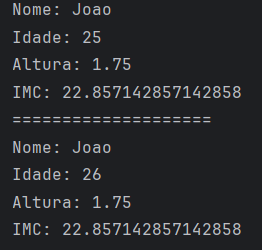 Nome: Joao
Idade: 25
Altura: 1.75
IMC: 22.857142857142858
====================
Nome: Joao
Idade: 26
Altura: 1.75
IMC: 22.857142857142858